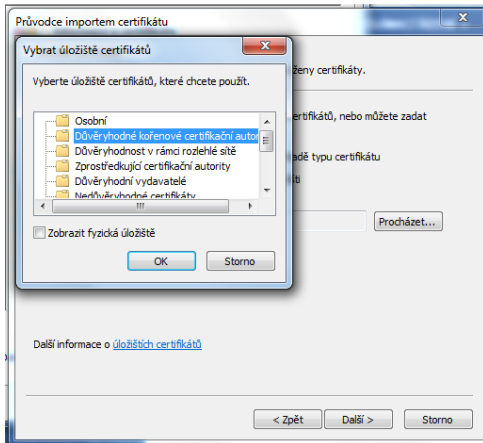 Průvodce importem certifikátu
Vybrat úložiště certifikátů
Vyberte úložiště certifikátů, které chcete použít.
Osobní
Důvěryhodné kořenové certifikační autor
Důvěryhodnost v rámci rozlehlé sítě
Zprostředkující certifikační autority
Důvěryhodní vydavatelé
Nedůvěryhodné certifikáty
Zobrazit fyzická úložiště
OK
Storno
ženy certifikáty.
ertifikátů, nebo můžete zadat
adě typu certifikátu
ti
Procházet...
Další informace o úložištích certifikátů
< Zpět
Další >
Storno